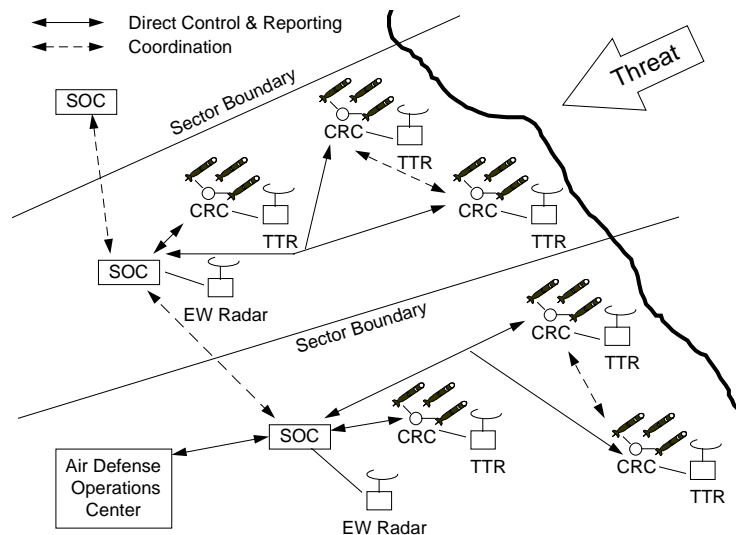 Direct Control & Reporting
Coordination
Threat
SOC
Sector Boundary
CRC
TTR
CRC
TTR
CRC
TTR
SOC
EW Radar
Sector Boundary
CRC
TTR
SOC
CRC
TTR
CRC
TTR
Air Defense
Operations
Center
EW Radar